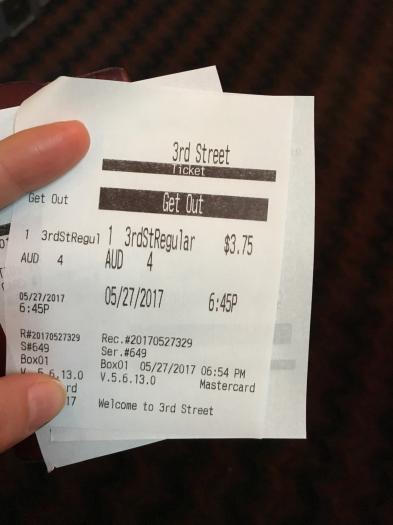 3rd Street
Ticket
Get Out
Get Out
1 3rdStRegul
1 3rdStRegular $3.75
AUD 4
AUD 4
05/27/2017
6:45P
05/27/2017 6:45P
R#20170527329
S#649
Box01
V.5.6.13.0
rd
17
Rec.#20170527329
Ser.#649
Box01 05/27/2017 06:54 PM
V.5.6.13.0 Mastercard
Welcome to 3rd Street